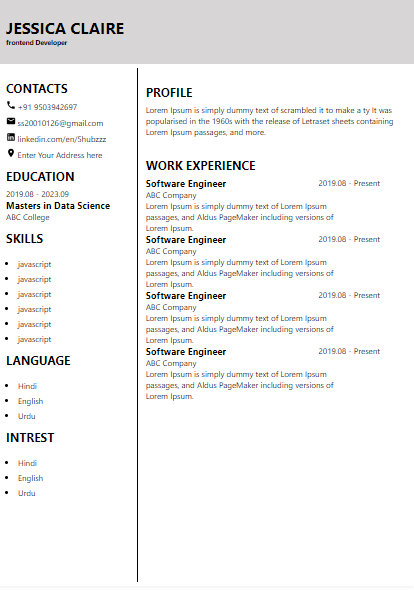 JESSICA CLAIRE
frontend Developer
CONTACTS
+91 9503942697
ss20010126@gmail.com
linkedin.com/en/Shubzzz
Enter Your Address here
EDUCATION
2019.08 - 2023.09
Masters in Data Science
ABC College
SKILLS
javascript
javascript
javascript
javascript
javascript
javascript
LANGUAGE
Hindi
English
Urdu
INTREST
Hindi
English
Urdu
PROFILE
Lorem Ipsum is simply dummy text of scrambled it to make a ty It was
popularised in the 1960s with the release of Letraset sheets containing
Lorem Ipsum passages, and more.
WORK EXPERIENCE
Software Engineer 2019.08 - Present
ABC Company
Lorem Ipsum is simply dummy text of Lorem Ipsum
passages, and Aldus PageMaker including versions of
Lorem Ipsum.
Software Engineer 2019.08 - Present
ABC Company
Lorem Ipsum is simply dummy text of Lorem Ipsum
passages, and Aldus PageMaker including versions of
Lorem Ipsum.
Software Engineer 2019.08 - Present
ABC Company
Lorem Ipsum is simply dummy text of Lorem Ipsum
passages, and Aldus PageMaker including versions of
Lorem Ipsum.
Software Engineer 2019.08 - Present
ABC Company
Lorem Ipsum is simply dummy text of Lorem Ipsum
passages, and Aldus PageMaker including versions of
Lorem Ipsum.